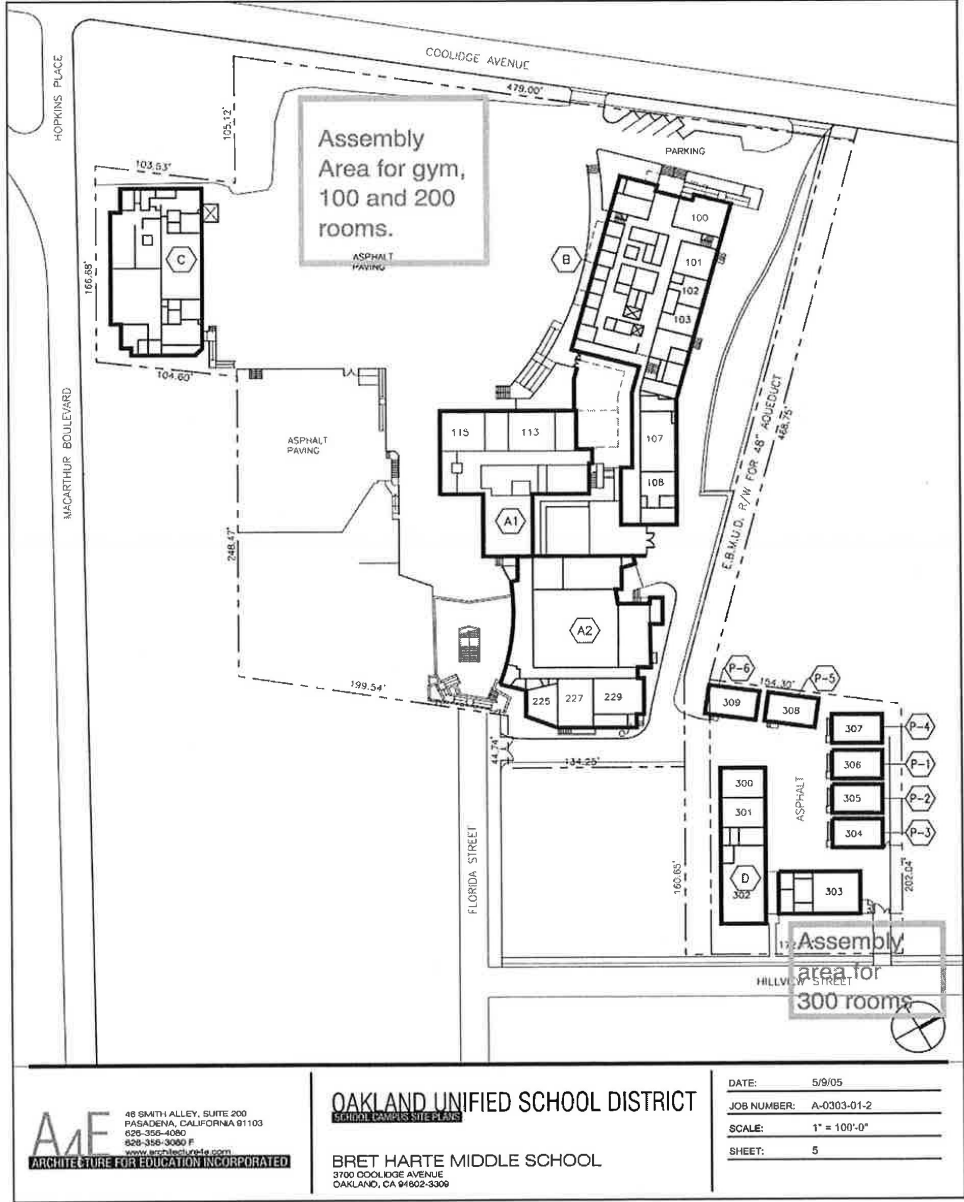 COOLIDGE AVENUE
HOPKINS PLACE
479.00'
105.12'
Assembly
Area for gym,
100 and 200
rooms.
ASPHALT
PAVING
PARKING
103.53'
166.68'
C
104.60'
B
100
101
102
103
MACARTHUR BOULEVARD
ASPHALT
PAVING
115
113
107
108
A1
E.B.M.U.D. R/W FOR 48" AQUEDUCT
468.75'
248.47'
A2
199.54'
225
227
229
44.74'
134.25'
FLORIDA STREET
P-6
154.30'
P-5
309
308
307
P-4
306
P-1
305
P-2
304
P-3
300
301
ASPHALT
D
302
303
160.65'
202.04'
Assembly
area for
300 rooms
HILLVIEW STREET
A4E
46 SMITH ALLEY, SUITE 200
PASADENA, CALIFORNIA 91103
626-356-4080
626-356-3080 F
www.architecture4e.com
ARCHITECTURE FOR EDUCATION INCORPORATED
OAKLAND UNIFIED SCHOOL DISTRICT
SCHOOL CAMPUS SITE PLANS
BRET HARTE MIDDLE SCHOOL
3700 COOLIDGE AVENUE
OAKLAND, CA 94602-3309
DATE: 5/9/05
JOB NUMBER: A-0303-01-2
SCALE: 1" = 100'-0"
SHEET: 5